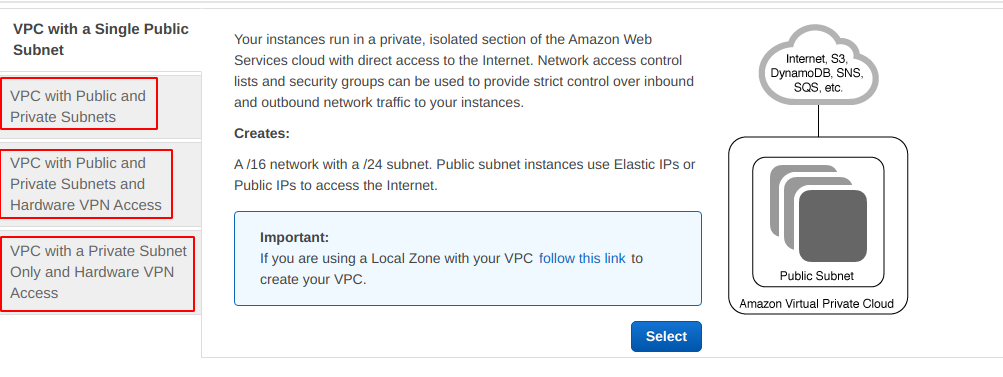 VPC with a Single Public
Subnet
VPC with Public and
Private Subnets
VPC with Public and
Private Subnets and
Hardware VPN Access
VPC with a Private Subnet
Only and Hardware VPN
Access
Your instances run in a private, isolated section of the Amazon Web
Services cloud with direct access to the Internet. Network access control
lists and security groups can be used to provide strict control over inbound
and outbound network traffic to your instances.
Creates:
A /16 network with a /24 subnet. Public subnet instances use Elastic IPs or
Public IPs to access the Internet.
Important:
If you are using a Local Zone with your VPC follow this link to
create your VPC.
Select
Internet, S3,
DynamoDB, SNS,
SQS, etc.
Public Subnet
Amazon Virtual Private Cloud